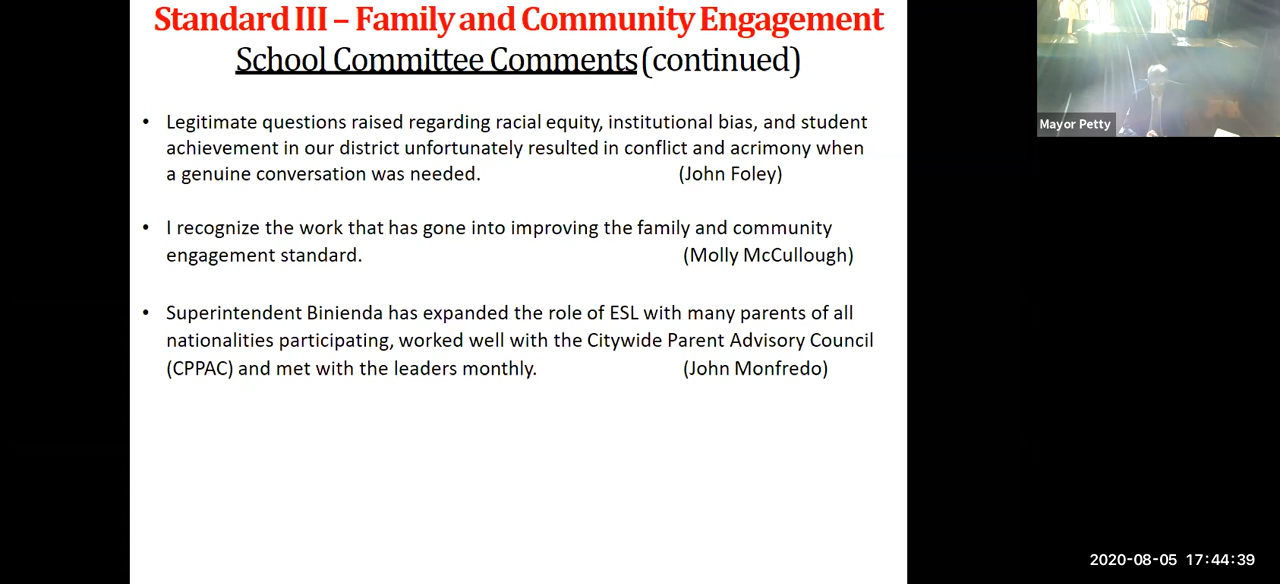 Standard III – Family and Community Engagement
School Committee Comments (continued)
• Legitimate questions raised regarding racial equity, institutional bias, and student
achievement in our district unfortunately resulted in conflict and acrimony when
a genuine conversation was needed. (John Foley)
• I recognize the work that has gone into improving the family and community
engagement standard. (Molly McCullough)
• Superintendent Binienda has expanded the role of ESL with many parents of all
nationalities participating, worked well with the Citywide Parent Advisory Council
(CPPAC) and met with the leaders monthly. (John Monfredo)
Mayor Petty
2020-08-05 17:44:39